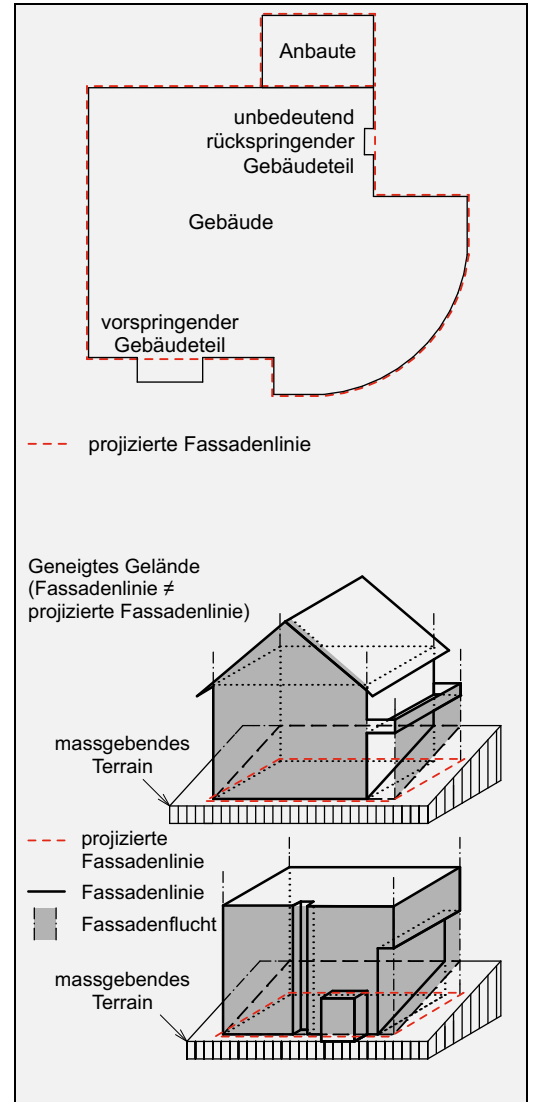 Anbaute
unbedeutend
rückspringender
Gebäudeteil
Gebäude
vorspringender
Gebäudeteil
projizierte Fassadenlinie
Geneigtes Gelände
(Fassadenlinie ≠
projizierte Fassadenlinie)
massgebendes
Terrain
projizierte
Fassadenlinie
Fassadenlinie
Fassadenflucht
massgebendes
Terrain